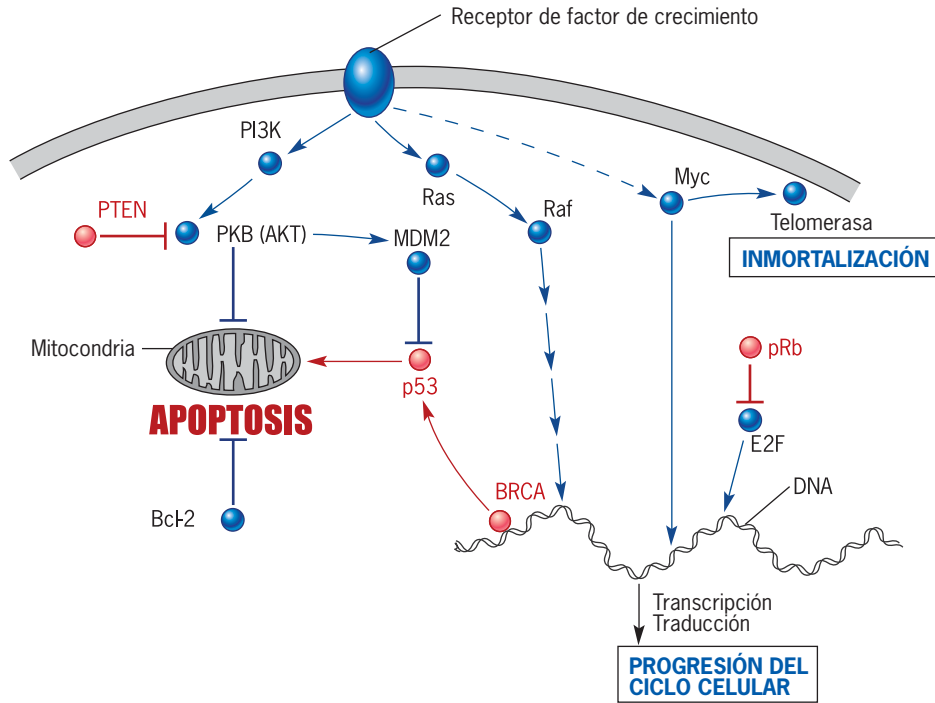 Receptor de factor de crecimiento
PI3K
Ras
Myc
PTEN
PKB (AKT)
MDM2
Raf
Telomerasa
INMORTALIZACIÓN
Mitocondria
p53
pRb
APOPTOSIS
E2F
BRCA
DNA
Bcl-2
Transcripción
Traducción
PROGRESIÓN DEL
CICLO CELULAR